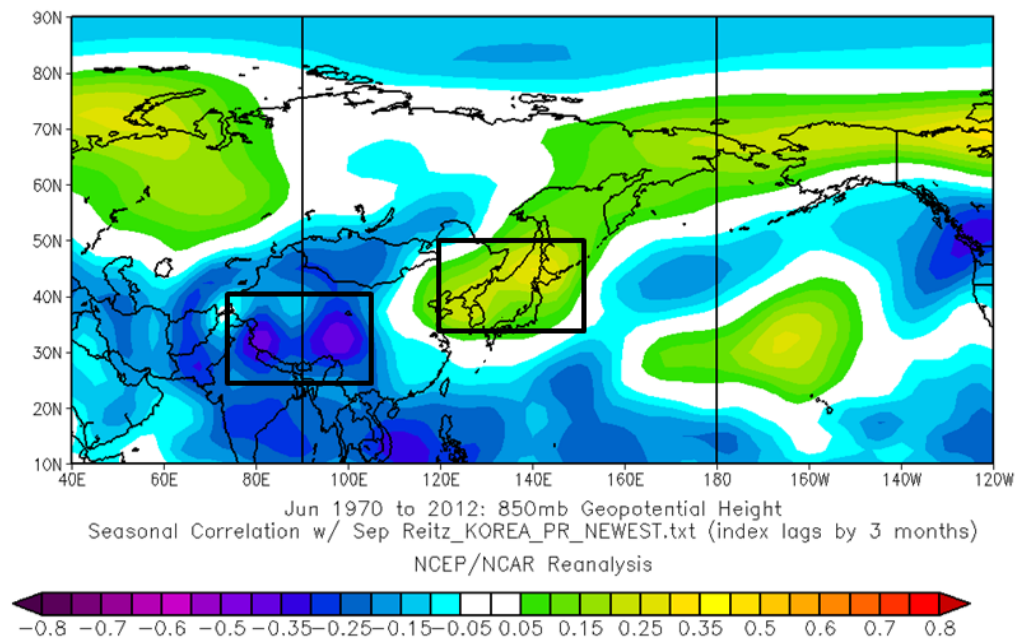 90N
80N
70N
60N
50N
40N
30N
20N
10N
40E 60E 80E 100E 120E 140E 160E 180 160W 140W 120W
Jun 1970 to 2012: 850mb Geopotential Height
Seasonal Correlation w/ Sep Reitz_KOREA_PR_NEWEST.txt (index lags by 3 months)
NCEP/NCAR Reanalysis
-0.8 -0.7 -0.6 -0.5 -0.35 -0.25 -0.15 -0.05 0.05 0.15 0.25 0.35 0.5 0.6 0.7 0.8